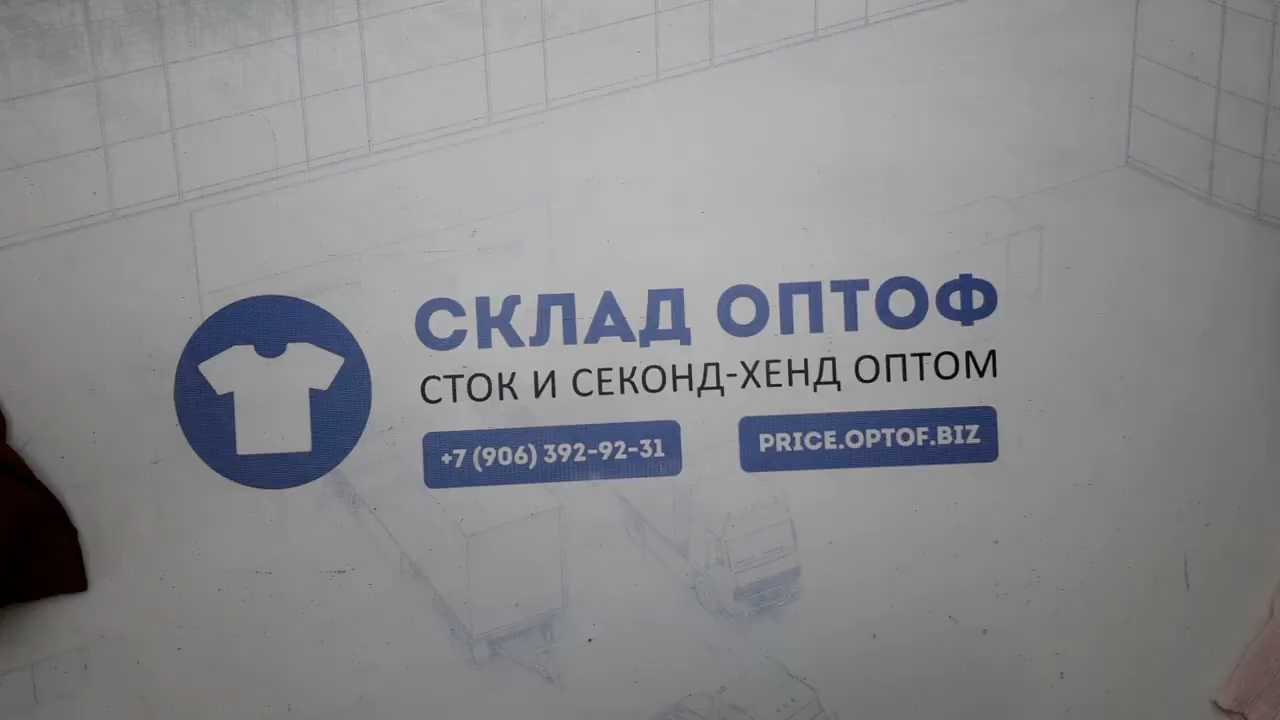 СКЛАД ОПТОФ
СТОК И СЕКОНД-ХЕНД ОПТОМ
+7 (906) 392-92-31
PRICE.OPTOF.BIZ